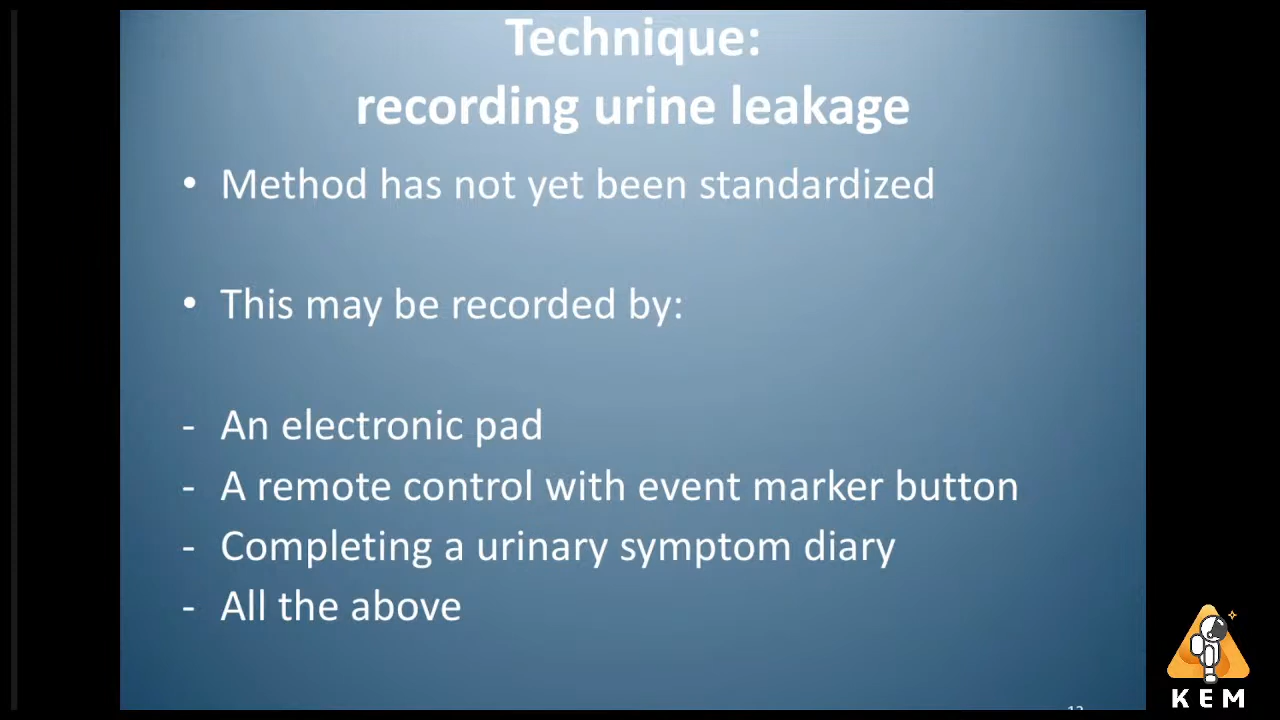 Technique:
recording urine leakage
• Method has not yet been standardized
• This may be recorded by:
- An electronic pad
- A remote control with event marker button
- Completing a urinary symptom diary
- All the above
KEM